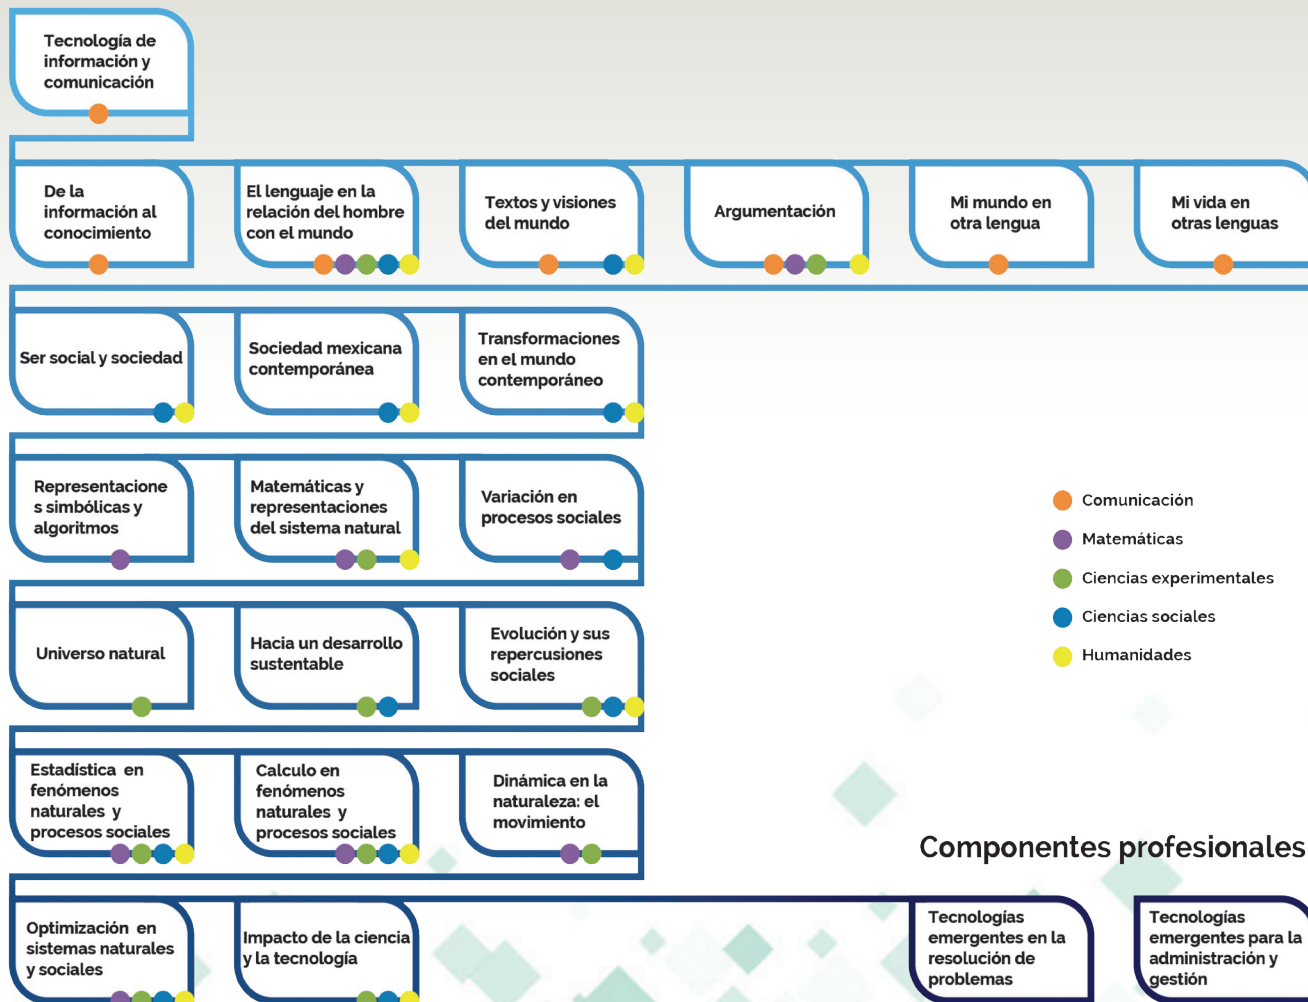 Tecnología de
información y
comunicación
De la
información al
conocimiento
El lenguaje en la
relación del hombre
con el mundo
Textos y visiones
del mundo
Argumentación
Mi mundo en
otra lengua
Mi vida en
otras lenguas
Ser social y sociedad
Sociedad mexicana
contemporánea
Transformaciones
en el mundo
contemporáneo
Representacione
s simbólicas y
algoritmos
Matemáticas y
representaciones
del sistema natural
Variación en
procesos sociales
Comunicación
Matemáticas
Ciencias experimentales
Ciencias sociales
Humanidades
Universo natural
Hacia un desarrollo
sustentable
Evolución y sus
repercusiones
sociales
Estadística en
fenómenos
naturales y
procesos sociales
Calculo en
fenómenos
naturales y
procesos sociales
Dinámica en la
naturaleza: el
movimiento
Componentes profesionales
Optimización en
sistemas naturales
y sociales
Impacto de la ciencia
y la tecnología
Tecnologías
emergentes en la
resolución de
problemas
Tecnologías
emergentes para la
administración y
gestión